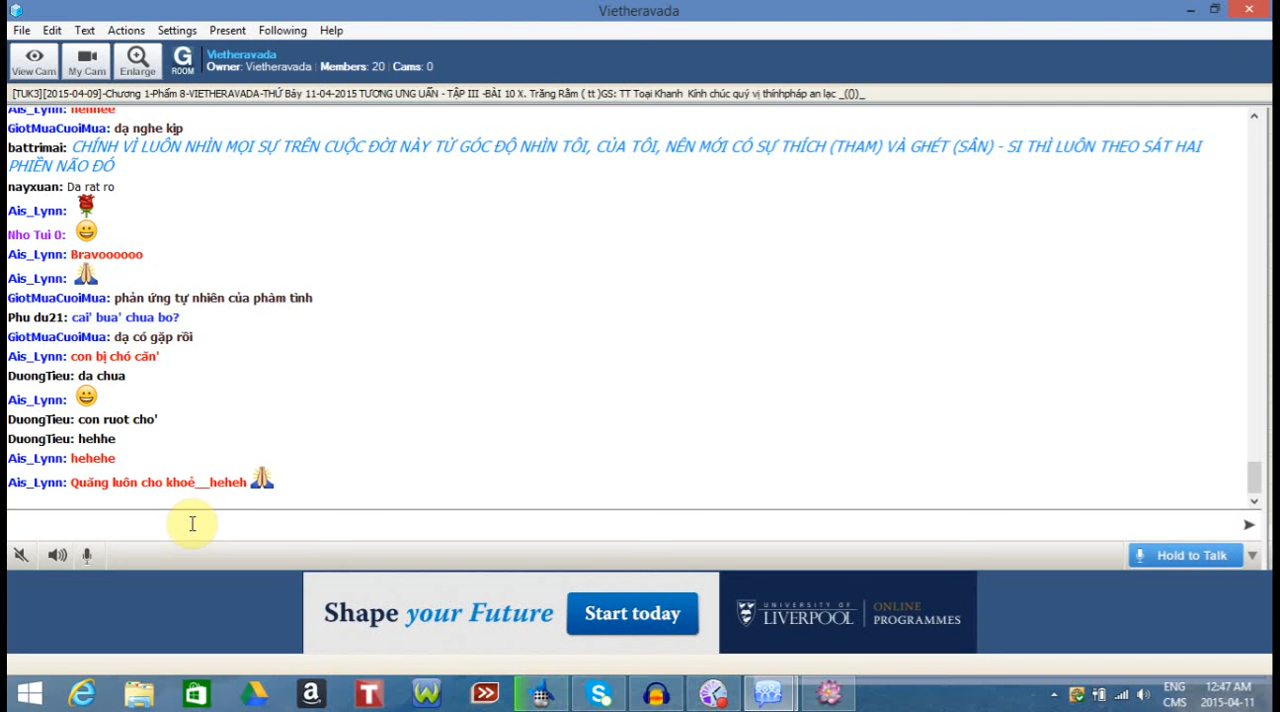 Vietheravada
File Edit Text Actions Settings Present Following Help
View Cam My Cam Enlarge G ROOM
Vietheravada
Owner: Vietheravada | Members: 20 | Cams: 0
[TUK3][2015-04-09]-Chương 1-Phẩm 8-VIETHERAVADA-THỨ Bảy 11-04-2015 TƯƠNG ƯNG UẨN - TẬP III -BÀI 10 X. Trăng Rằm ( tt )GS: TT Toại Khanh Kính chúc quý vị thínhpháp an lạc _(())_
Ais_Lynn: hehhee
GiotMuaCuoiMua: dạ nghe kịp
battrimai: CHÍNH VÌ LUÔN NHÌN MỌI SỰ TRÊN CUỘC ĐỜI NÀY TỪ GÓC ĐỘ NHÌN TÔI, CỦA TÔI, NÊN MỚI CÓ SỰ THÍCH (THAM) VÀ GHÉT (SÂN) - SI THÌ LUÔN THEO SÁT HAI
PHIỀN NÃO ĐÓ
nayxuan: Da rat ro
Ais_Lynn:
Nho Tui 0:
Ais_Lynn: Bravoooooo
Ais_Lynn:
GiotMuaCuoiMua: phản ứng tự nhiên của phàm tình
Phu du21: cai' bua' chua bo?
GiotMuaCuoiMua: dạ có gặp rồi
Ais_Lynn: con bị chó căn'
DuongTieu: da chua
Ais_Lynn:
DuongTieu: con ruot cho'
DuongTieu: hehhe
Ais_Lynn: hehehe
Ais_Lynn: Quăng luôn cho khoẻ__heheh
Hold to Talk
Shape your Future Start today
UNIVERSITY OF LIVERPOOL
ONLINE PROGRAMMES
ENG 12:47 AM
CMS 2015-04-11